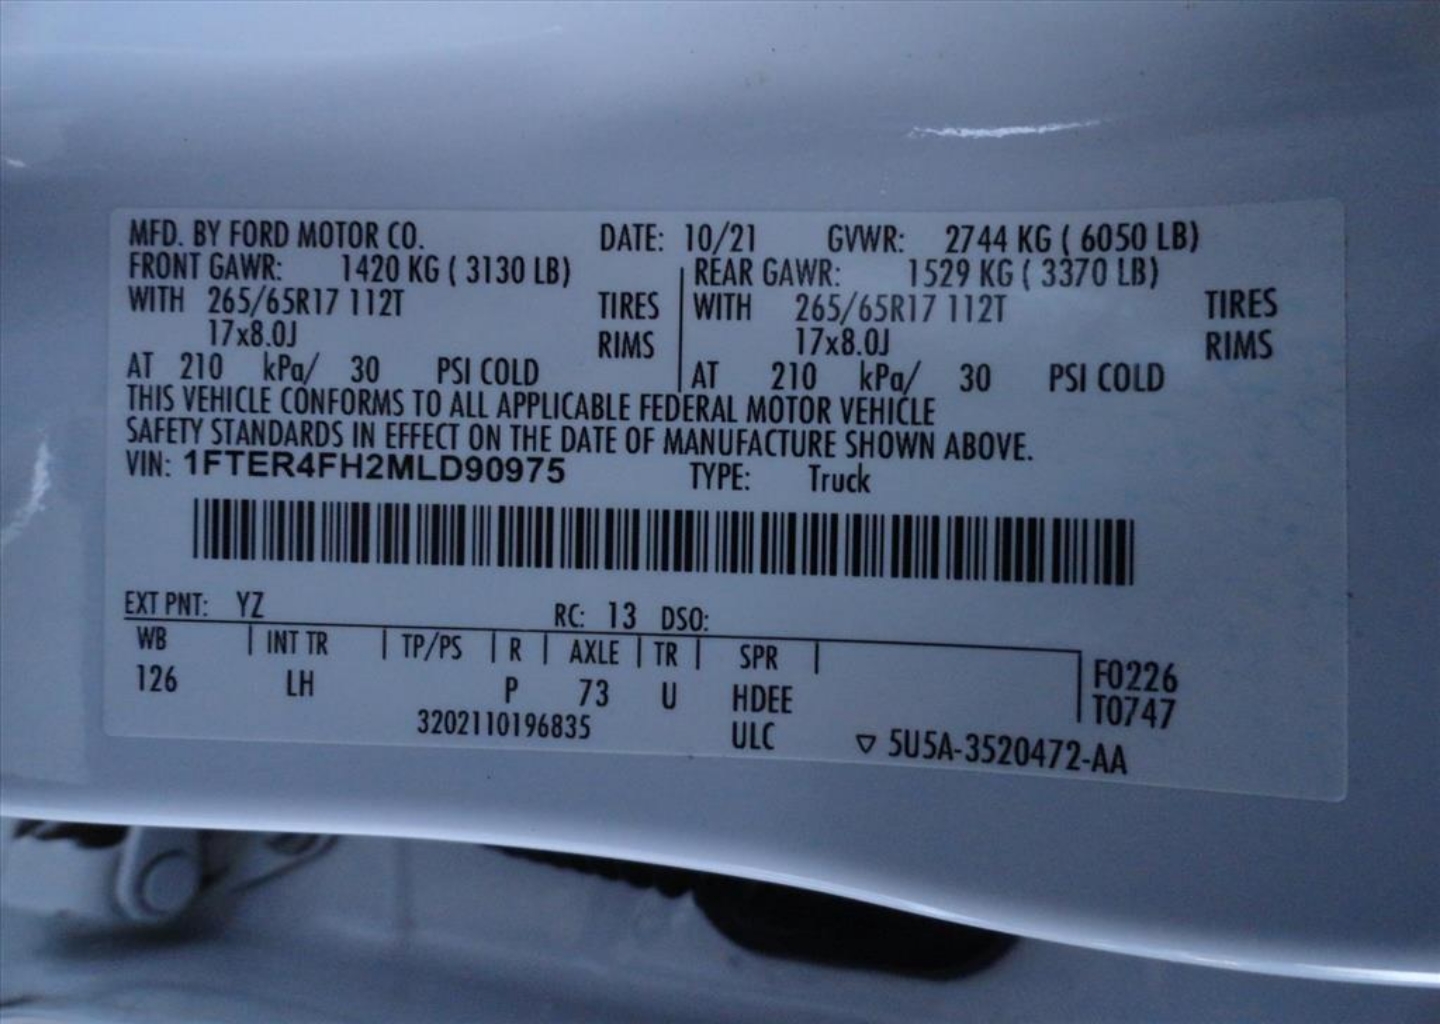 MFD. BY FORD MOTOR CO. DATE: 10/21 GVWR: 2744 KG ( 6050 LB)
FRONT GAWR: 1420 KG ( 3130 LB) REAR GAWR: 1529 KG ( 3370 LB)
WITH 265/65R17 112T TIRES WITH 265/65R17 112T TIRES
17x8.0J RIMS 17x8.0J RIMS
AT 210 kPa/ 30 PSI COLD AT 210 kPa/ 30 PSI COLD
THIS VEHICLE CONFORMS TO ALL APPLICABLE FEDERAL MOTOR VEHICLE
SAFETY STANDARDS IN EFFECT ON THE DATE OF MANUFACTURE SHOWN ABOVE.
VIN: 1FTER4FH2MLD90975 TYPE: Truck
EXT PNT: YZ RC: 13 DSO:
WB INT TR TP/PS R AXLE TR SPR F0226
126 LH P 73 U HDEE T0747
3202110196835 ULC ▽ 5U5A-3520472-AA